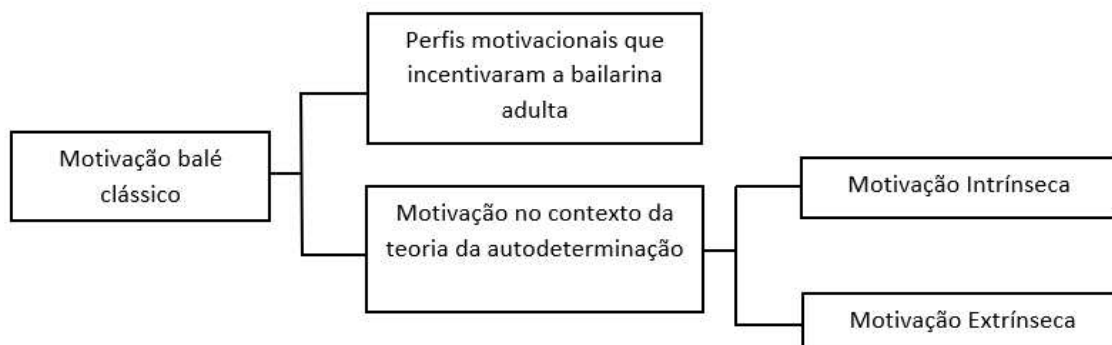 Perfis motivacionais que
incentivaram a bailarina
adulta
Motivação balé
clássico
Motivação no contexto da
teoria da autodeterminação
Motivação Intrínseca
Motivação Extrínseca